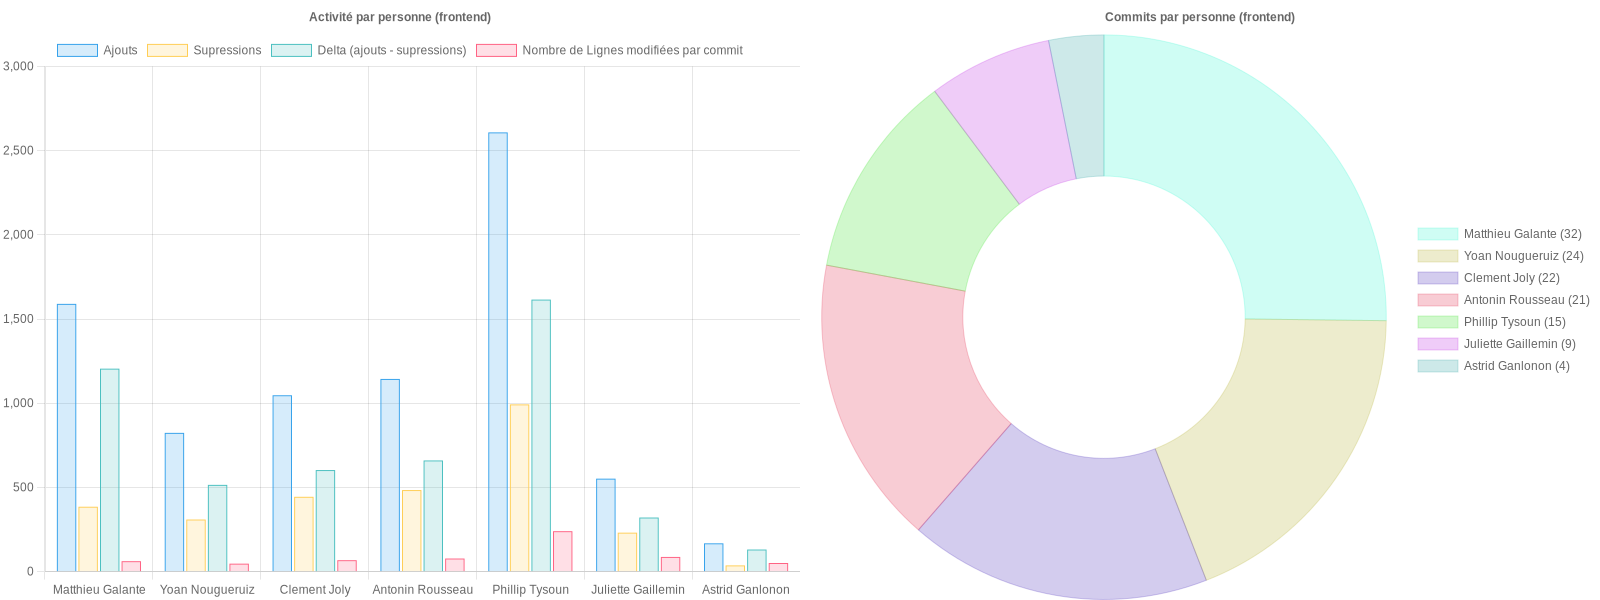 Activité par personne (frontend)
Ajouts
Supressions
Delta (ajouts - supressions)
Nombre de Lignes modifiées par commit
3,000
2,500
2,000
1,500
1,000
500
0
Matthieu Galante
Yoan Nougueruiz
Clement Joly
Antonin Rousseau
Phillip Tysoun
Juliette Gaillemin
Astrid Ganlonon
Commits par personne (frontend)
Matthieu Galante (32)
Yoan Nougueruiz (24)
Clement Joly (22)
Antonin Rousseau (21)
Phillip Tysoun (15)
Juliette Gaillemin (9)
Astrid Ganlonon (4)